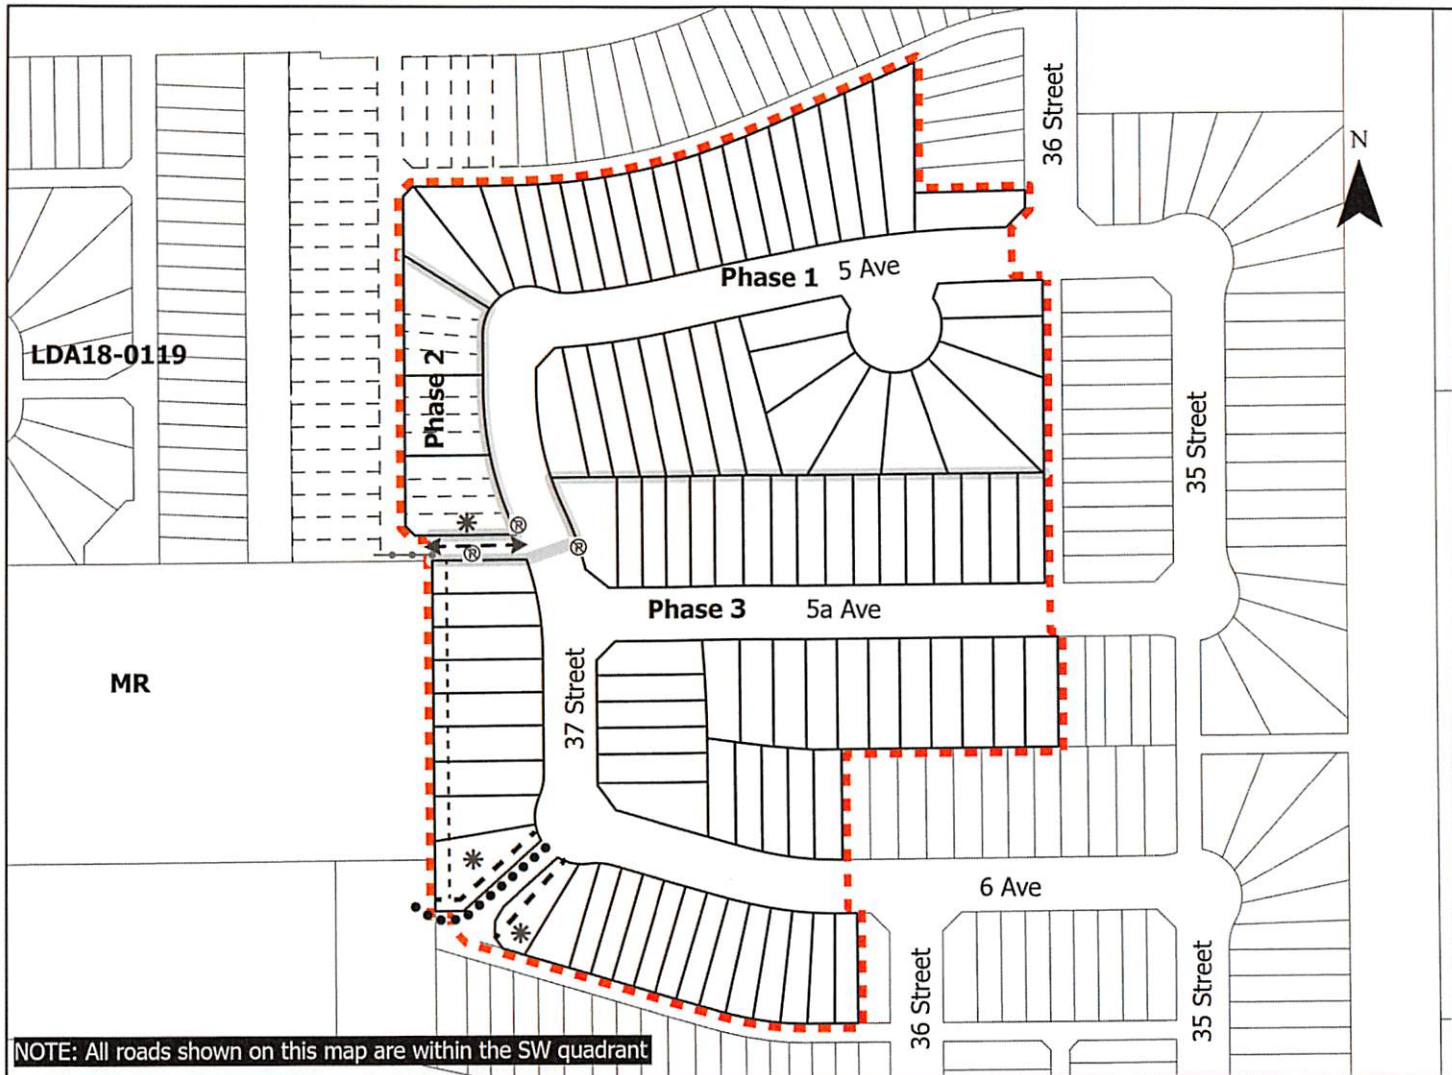 36 Street
N
Phase 1 5 Ave
LDA18-0119
Phase 2
35 Street
®
®
®
Phase 3 5a Ave
MR
37 Street
6 Ave
36 Street
35 Street
NOTE: All roads shown on this map are within the SW quadrant